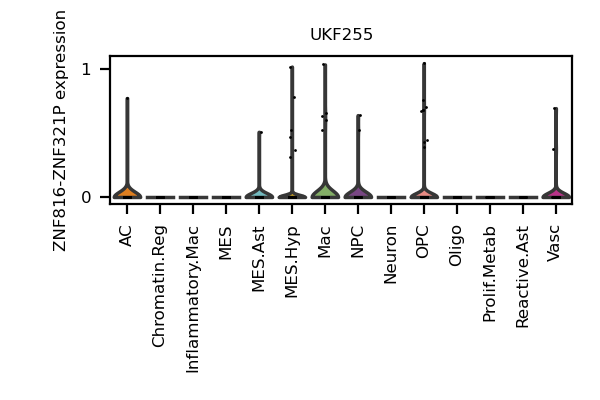 UKF255
ZNF816-ZNF321P expression
1
0
AC
Chromatin.Reg
Inflammatory.Mac
MES
MES.Ast
MES.Hyp
Mac
NPC
Neuron
OPC
Oligo
Prolif.Metab
Reactive.Ast
Vasc